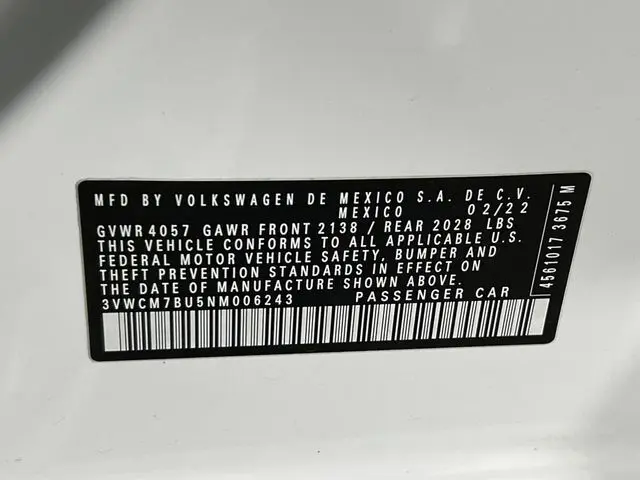 MFD BY VOLKSWAGEN DE MEXICO S.A. DE C.V.
MEXICO 02/22
GVWR 4057 GAWR FRONT 2138 / REAR 2028 LBS
THIS VEHICLE CONFORMS TO ALL APPLICABLE U.S.
FEDERAL MOTOR VEHICLE SAFETY, BUMPER AND
THEFT PREVENTION STANDARDS IN EFFECT ON
THE DATE OF MANUFACTURE SHOWN ABOVE.
3VWCM7BU5NM006243 PASSENGER CAR
4561017 3675 M